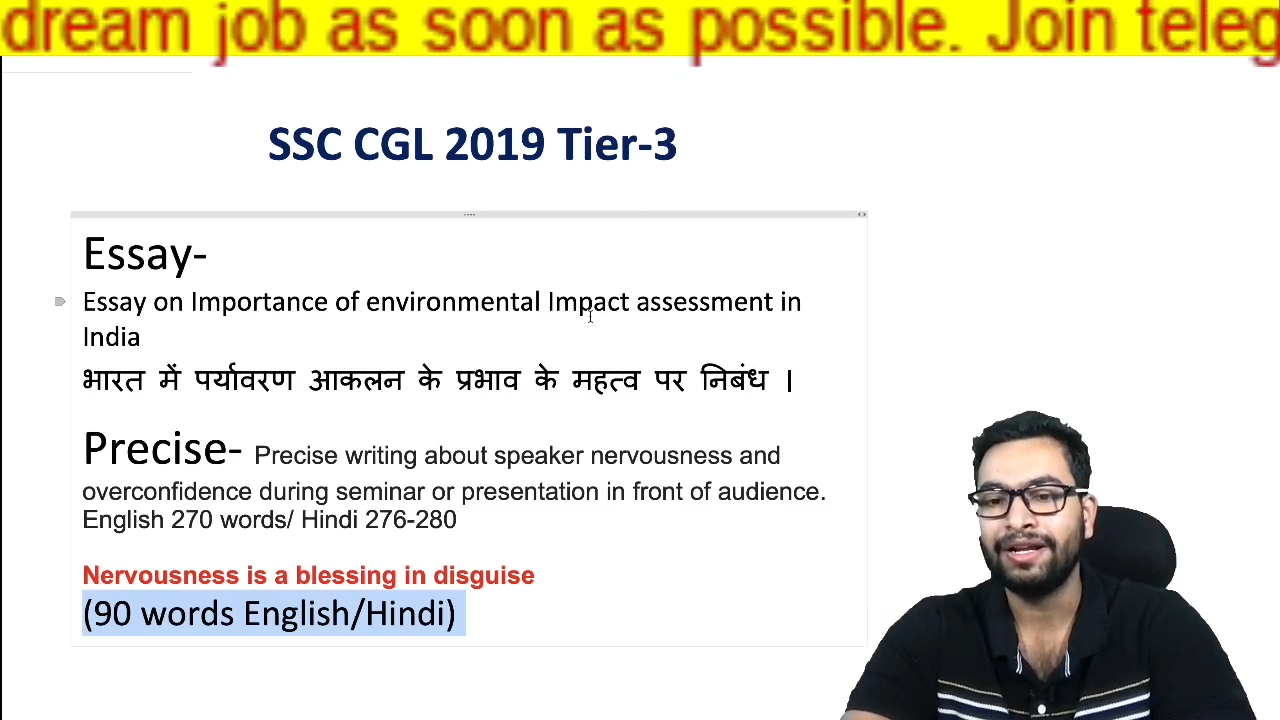 dream job as soon as possible. Join teleg
SSC CGL 2019 Tier-3
Essay-
Essay on Importance of environmental Impact assessment in
India
भारत में पर्यावरण आकलन के प्रभाव के महत्व पर निबंध ।
Precise- Precise writing about speaker nervousness and
overconfidence during seminar or presentation in front of audience.
English 270 words/ Hindi 276-280
Nervousness is a blessing in disguise
(90 words English/Hindi)